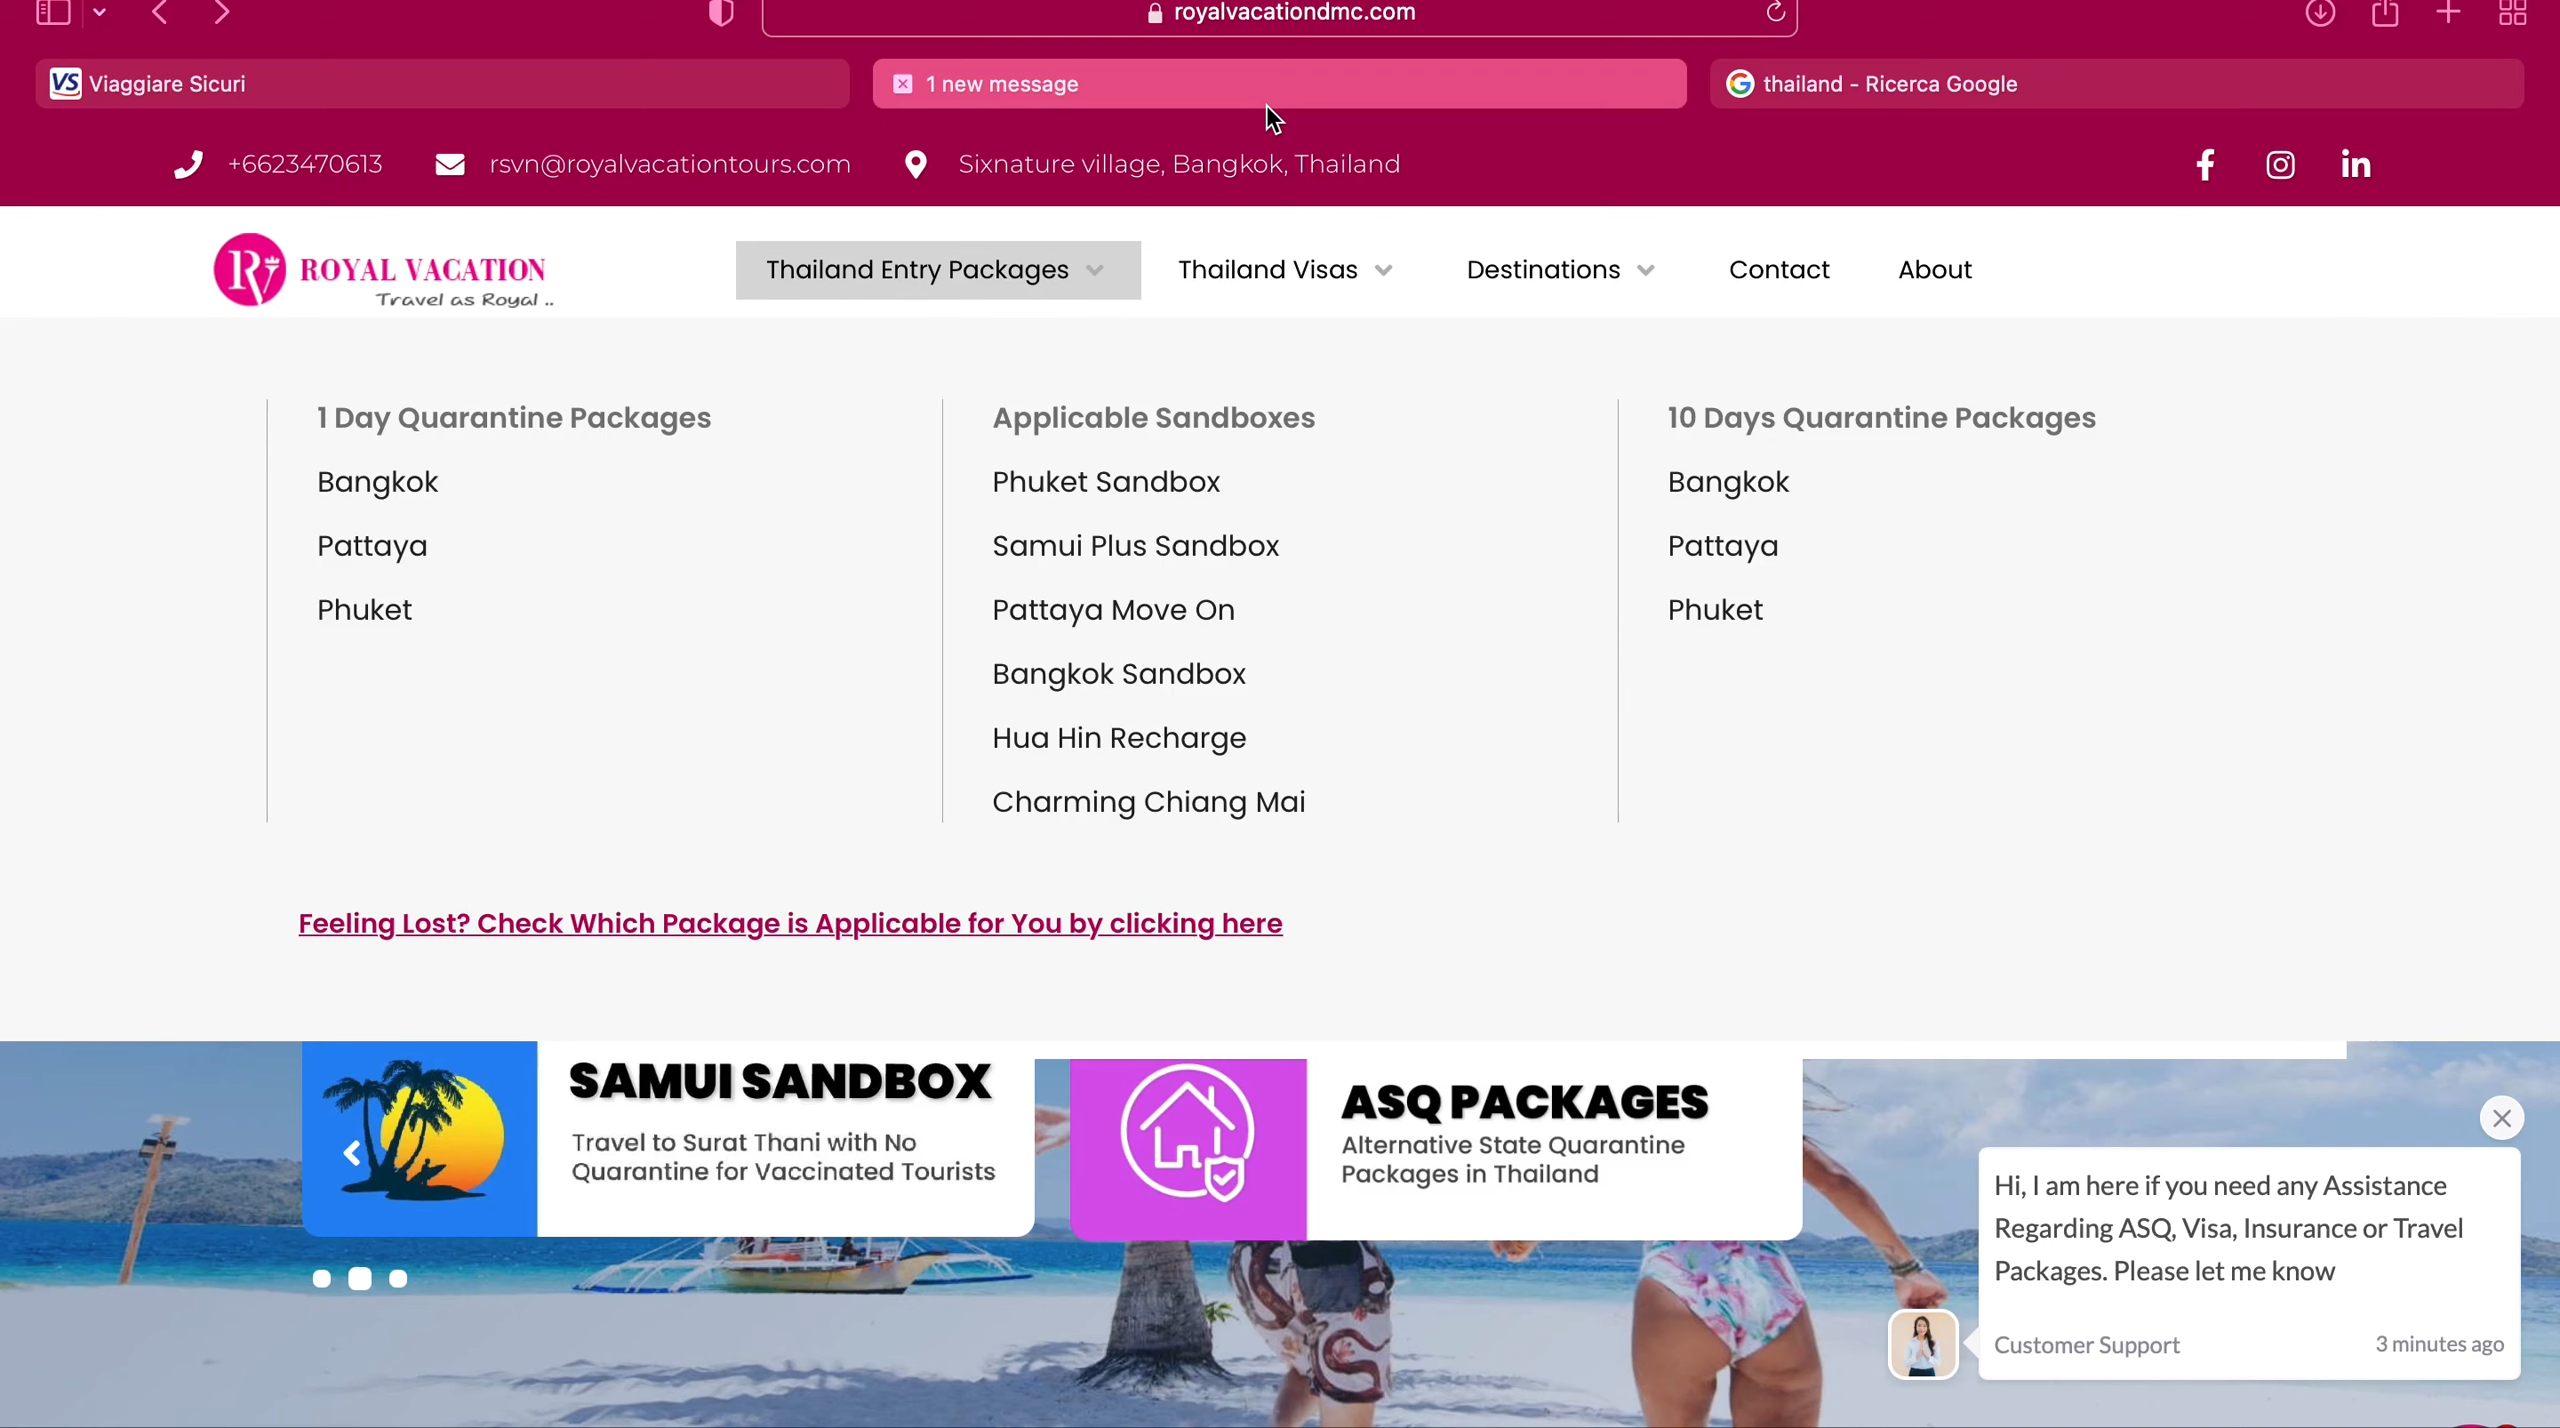 royalvacationdmc.com
VS Viaggiare Sicuri
1 new message
G thailand - Ricerca Google
+6623470613
rsvn@royalvacationtours.com
Sixnature village, Bangkok, Thailand
RV ROYAL VACATION
Travel as Royal ..
Thailand Entry Packages
Thailand Visas
Destinations
Contact
About
1 Day Quarantine Packages
Bangkok
Pattaya
Phuket
Applicable Sandboxes
Phuket Sandbox
Samui Plus Sandbox
Pattaya Move On
Bangkok Sandbox
Hua Hin Recharge
Charming Chiang Mai
10 Days Quarantine Packages
Bangkok
Pattaya
Phuket
Feeling Lost? Check Which Package is Applicable for You by clicking here
SAMUI SANDBOX
Travel to Surat Thani with No
Quarantine for Vaccinated Tourists
ASQ PACKAGES
Alternative State Quarantine
Packages in Thailand
Hi, I am here if you need any Assistance
Regarding ASQ, Visa, Insurance or Travel
Packages. Please let me know
Customer Support
3 minutes ago